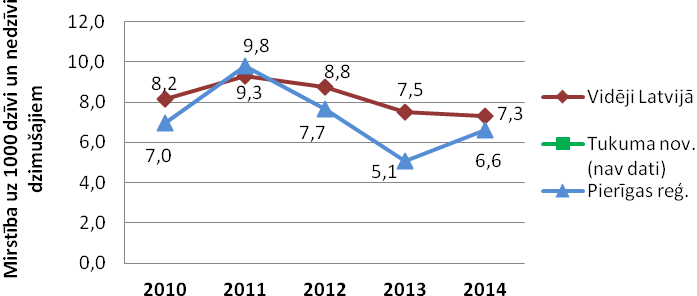 Mirstība uz 1000 dzīvi un nedzīvi
dzimušajiem
12,0
10,0
8,0
6,0
4,0
2,0
0,0
8,2
9,3
8,8
7,5
7,3
7,0
9,8
7,7
5,1
6,6
2010 2011 2012 2013 2014
Vidēji Latvijā
Tukuma nov.
(nav dati)
Pierīgas reģ.